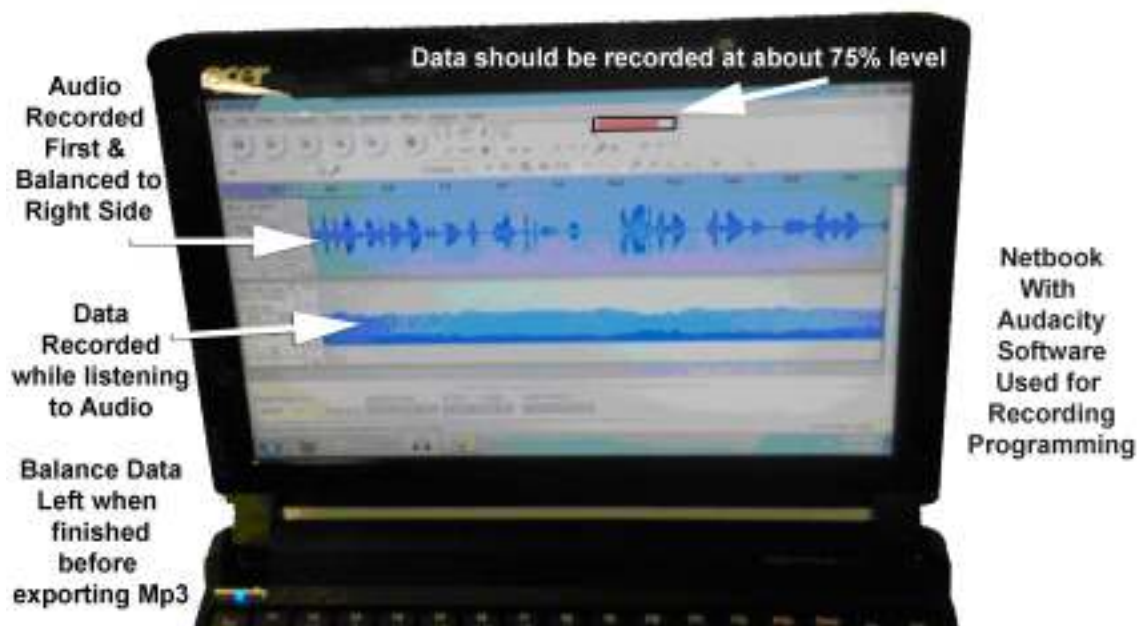 Data should be recorded at about 75% level
Audio
Recorded
First &
Balanced to
Right Side
Data
Recorded
while listening
to Audio
Balance Data
Left when
finished
before
exporting Mp3
Netbook
With
Audacity
Software
Used for
Recording
Programming
acer